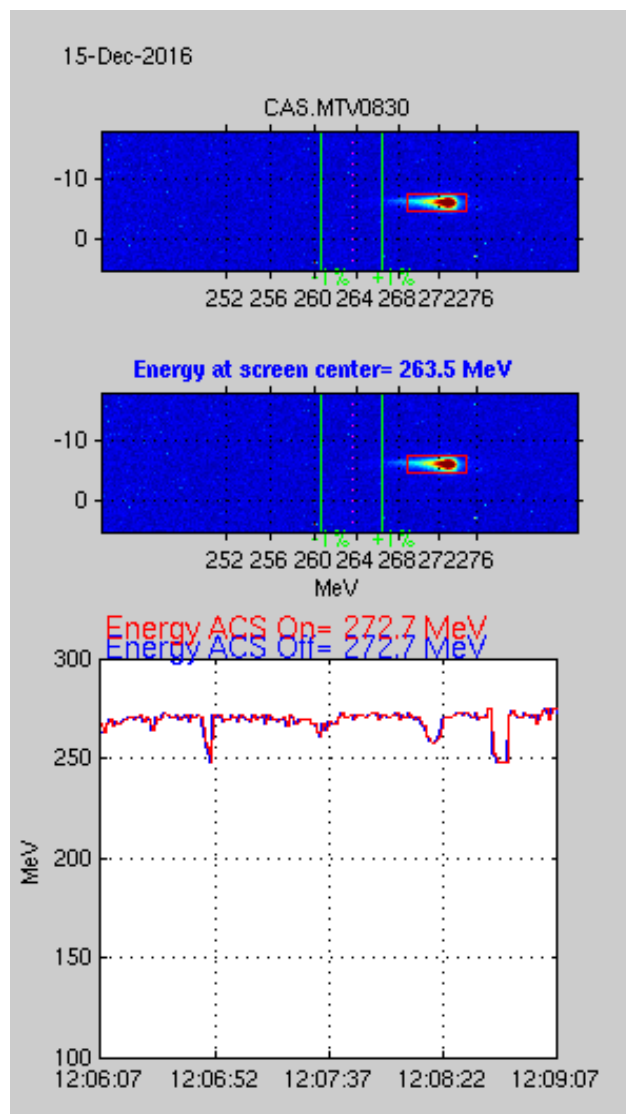 15-Dec-2016
CAS.MTV0830
-10
0
-1% +1%
252 256 260 264 268 272 276
Energy at screen center= 263.5 MeV
-10
0
-1% +1%
252 256 260 264 268 272 276
MeV
Energy ACS On= 272.7 MeV
Energy ACS Off= 272.7 MeV
300
250
MeV
200
150
100
12:06:07 12:06:52 12:07:37 12:08:22 12:09:07